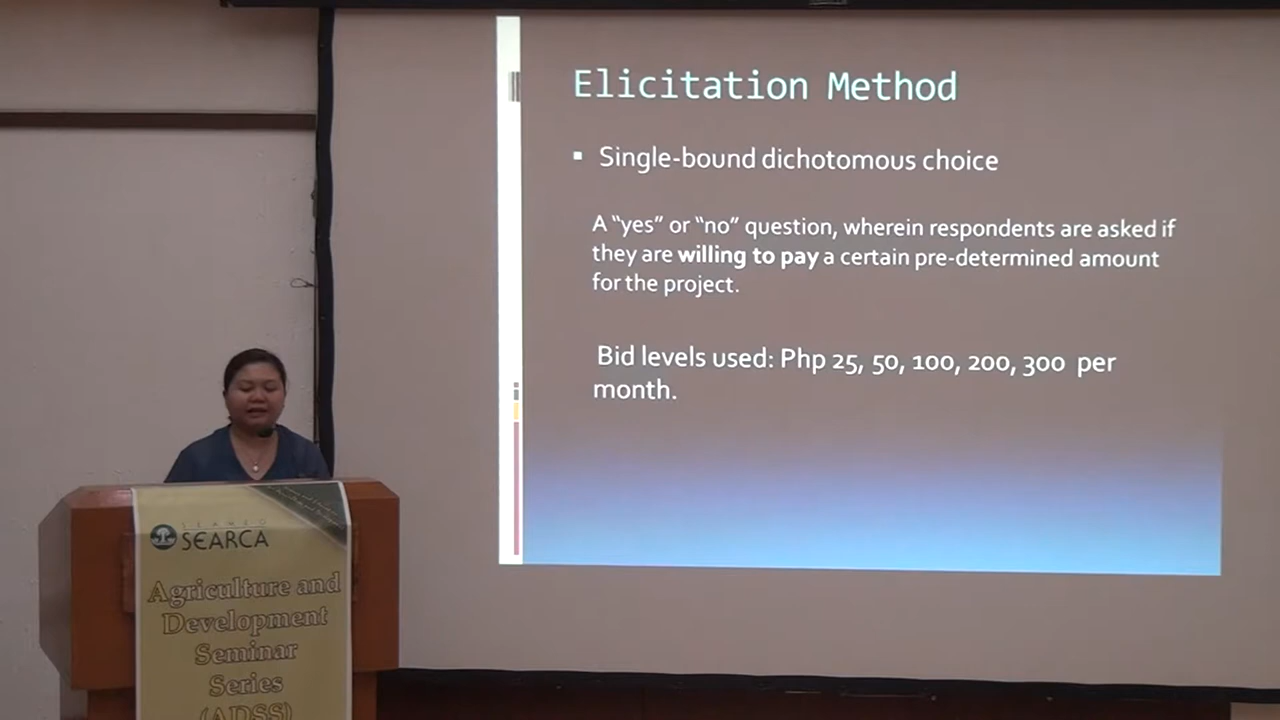 Elicitation Method
▪ Single-bound dichotomous choice
A “yes” or “no” question, wherein respondents are asked if
they are willing to pay a certain pre-determined amount
for the project.
Bid levels used: Php 25, 50, 100, 200, 300 per
month.
SEAMEO
SEARCA
Agriculture and
Development
Seminar
Series
(ADSS)